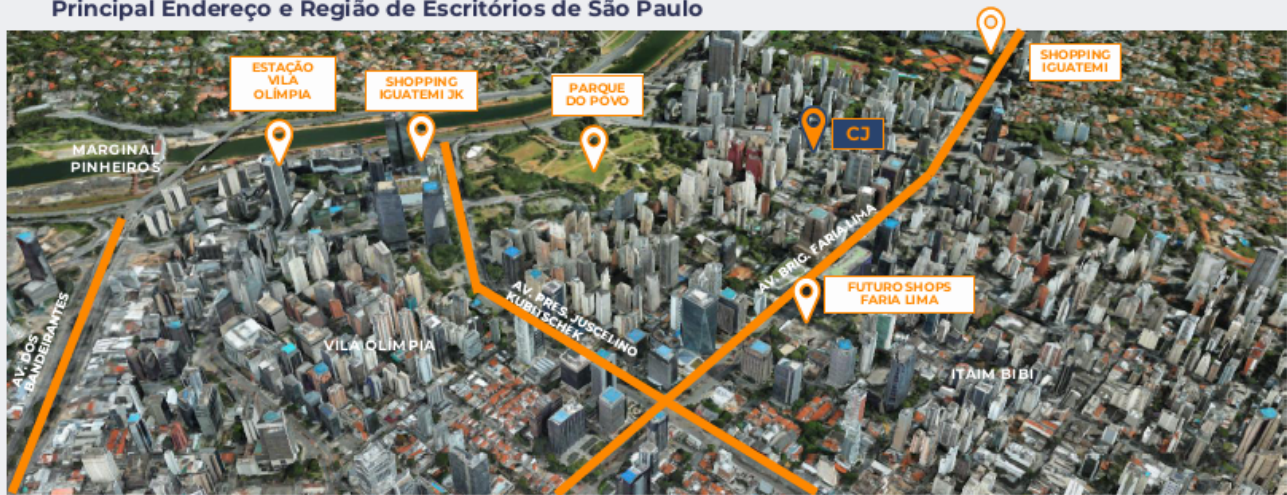 Principal Endereço e Região de Escritórios de São Paulo
ESTAÇÃO
VILA
OLÍMPIA
SHOPPING
IGUATEMI JK
PARQUE
DO POVO
CJ
SHOPPING
IGUATEMI
MARGINAL
PINHEIROS
AV. BRIG. FARIA LIMA
FUTURO SHOPS
FARIA LIMA
AV. PRES. JUSCELINO
KUBITSCHEK
AV. DOS
BANDEIRANTES
VILA OLÍMPIA
ITAIM BIBI